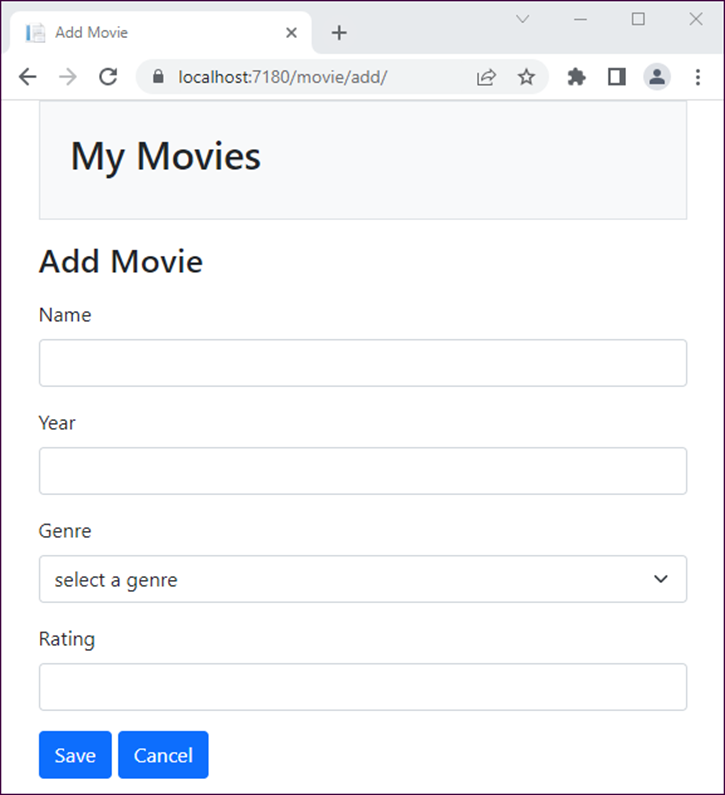 Add Movie
localhost:7180/movie/add/
My Movies
Add Movie
Name
Year
Genre
select a genre
Rating
Save Cancel